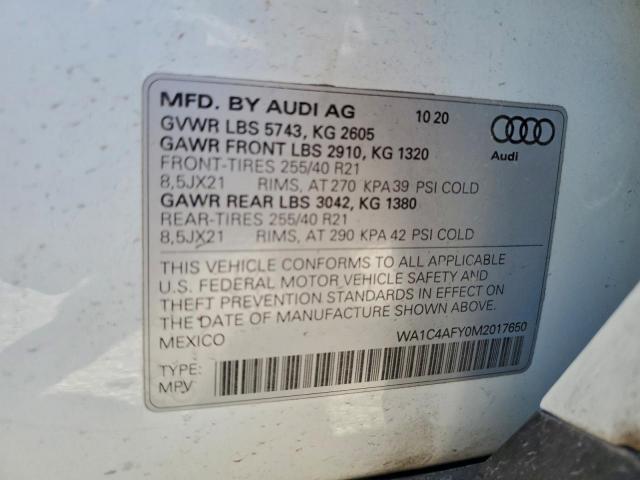 MFD. BY AUDI AG 10 20
GVWR LBS 5743, KG 2605
GAWR FRONT LBS 2910, KG 1320
FRONT-TIRES 255/40 R21
8,5JX21 RIMS, AT 270 KPA 39 PSI COLD
GAWR REAR LBS 3042, KG 1380
REAR-TIRES 255/40 R21
8,5JX21 RIMS, AT 290 KPA 42 PSI COLD
Audi
THIS VEHICLE CONFORMS TO ALL APPLICABLE
U.S. FEDERAL MOTOR VEHICLE SAFETY AND
THEFT PREVENTION STANDARDS IN EFFECT ON
THE DATE OF MANUFACTURE SHOWN ABOVE.
MEXICO WA1C4AFY0M2017650
TYPE:
MPV